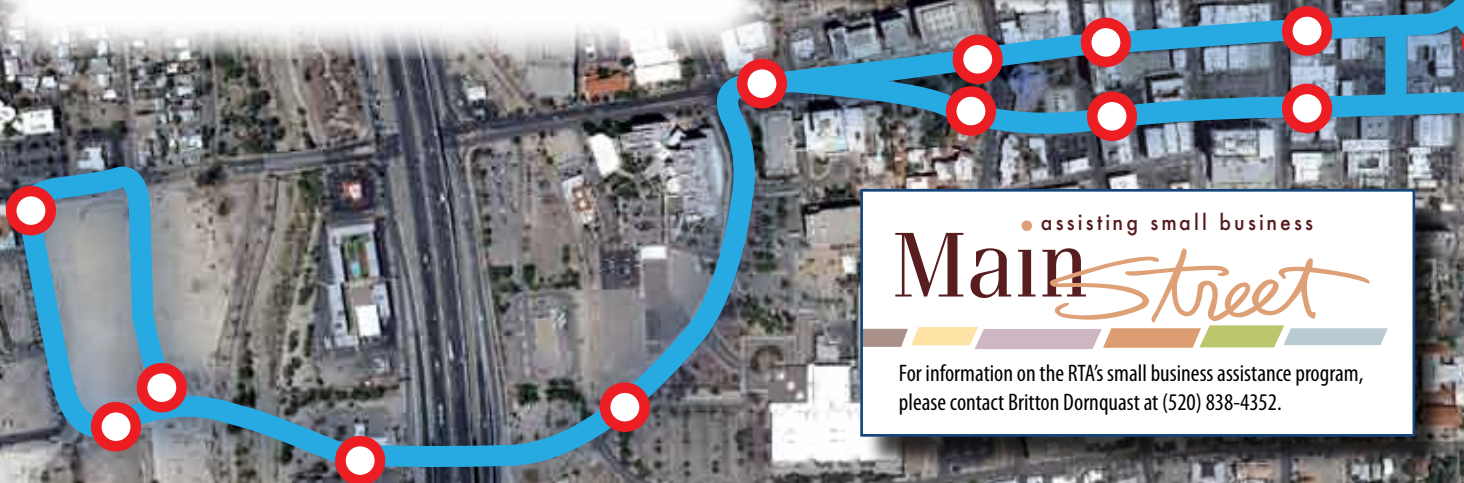 assisting small business
Main Street
For information on the RTA's small business assistance program,
please contact Britton Dornquast at (520) 838-4352.